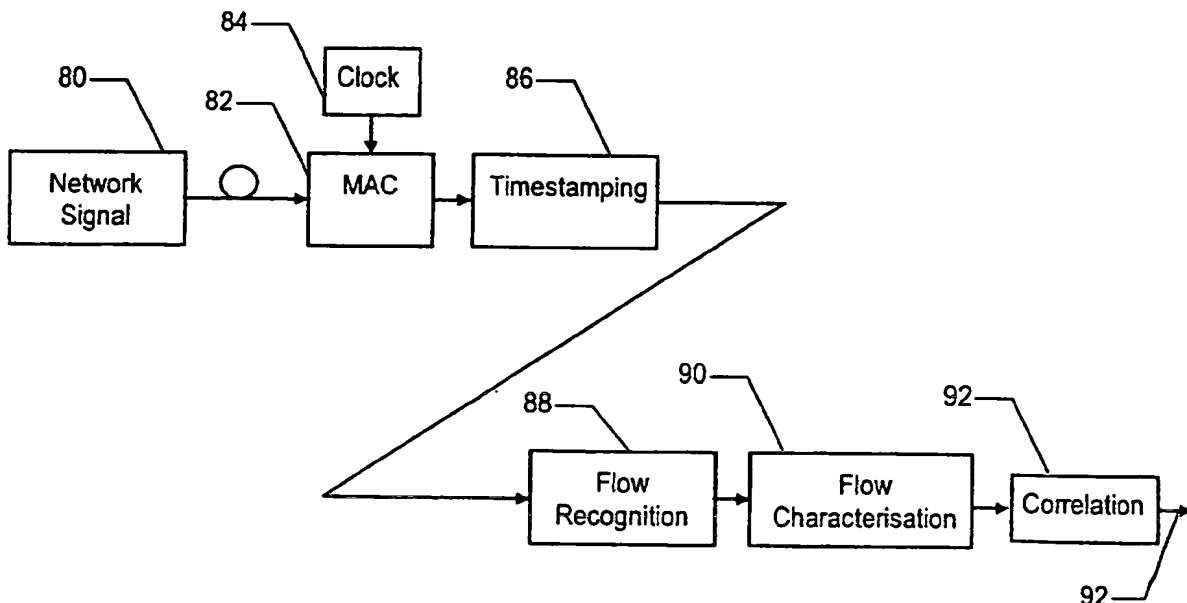 84
Clock
80
82
86
Network
Signal
MAC
Timestamping
88
90
92
Flow
Recognition
Flow
Characterisation
Correlation
92